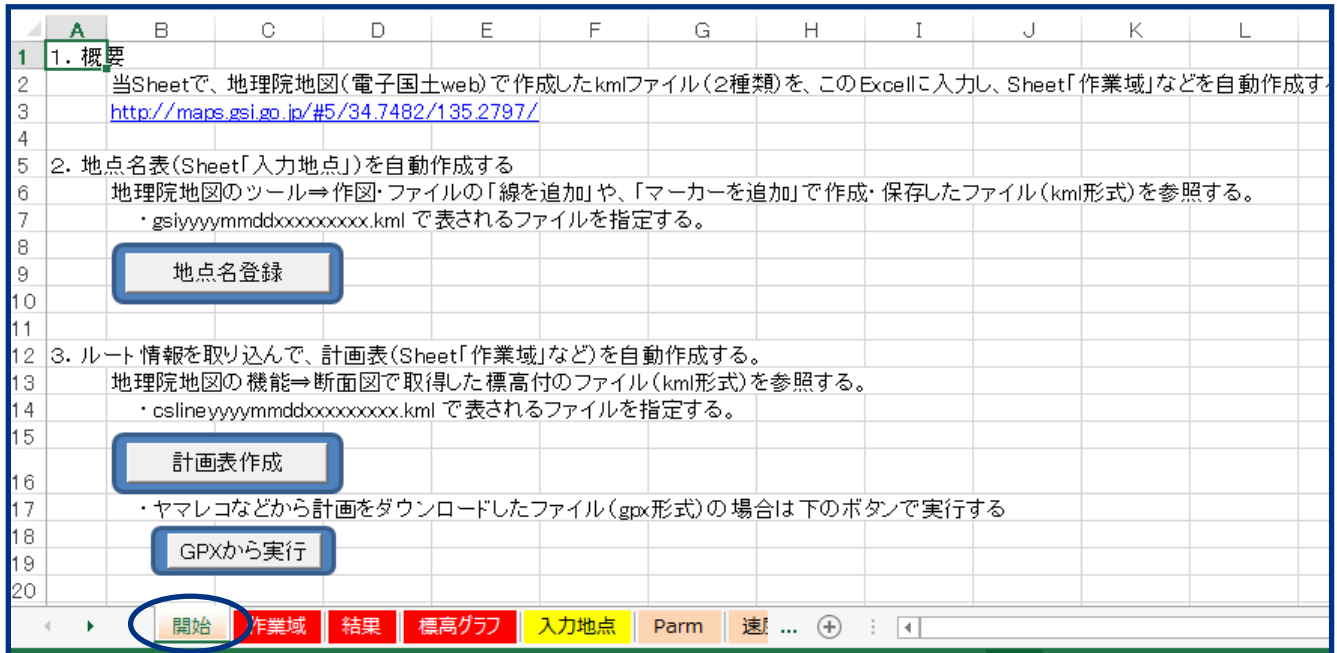 A B C D E F G H I J K L
1 1. 概要
2 当Sheetで、地理院地図(電子国土web)で作成したkmlファイル(2種類)を、このExcelに入力し、Sheet「作業域」などを自動作成す
3 http://maps.gsi.go.jp/#5/34.7482/135.2797/
4
5 2. 地点名表(Sheet「入力地点」)を自動作成する
6 地理院地図のツール⇒作図・ファイルの「線を追加」や、「マーカーを追加」で作成・保存したファイル(kml形式)を参照する。
7 ・gsiyyyymmddxxxxxxxxx.kml で表されるファイルを指定する。
8
9 地点名登録
10
11
12 3. ルート情報を取り込んで、計画表(Sheet「作業域」など)を自動作成する。
13 地理院地図の機能⇒断面図で取得した標高付のファイル(kml形式)を参照する。
14 ・cslineyyyymmddxxxxxxxxx.kml で表されるファイルを指定する。
15
16 計画表作成
17 ・ヤマレコなどから計画をダウンロードしたファイル(gpx形式)の場合は下のボタンで実行する
18
19 GPXから実行
20
開始 作業域 結果 標高グラフ 入力地点 Parm 速 ...